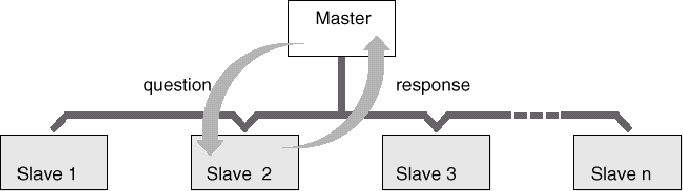 Master
question
response
Slave 1
Slave 2
Slave 3
Slave n